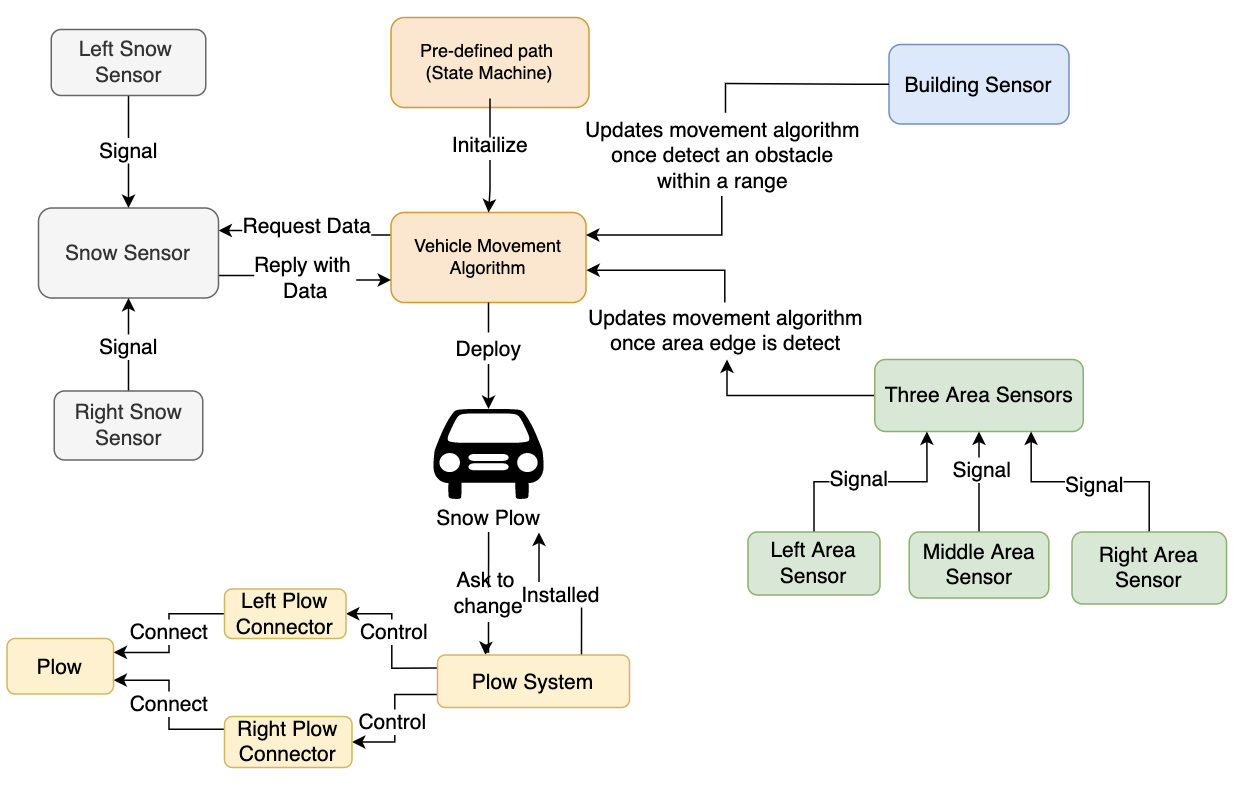 Left Snow
Sensor
Pre-defined path
(State Machine)
Building Sensor
Signal
Initailize
Updates movement algorithm
once detect an obstacle
within a range
Snow Sensor
Request Data
Reply with
Data
Vehicle Movement
Algorithm
Signal
Right Snow
Sensor
Deploy
Updates movement algorithm
once area edge is detect
Three Area Sensors
Signal
Signal
Signal
Left Area
Sensor
Middle Area
Sensor
Right Area
Sensor
Snow Plow
Ask to
change
Installed
Left Plow
Connector
Connect
Control
Plow
Plow System
Connect
Control
Right Plow
Connector